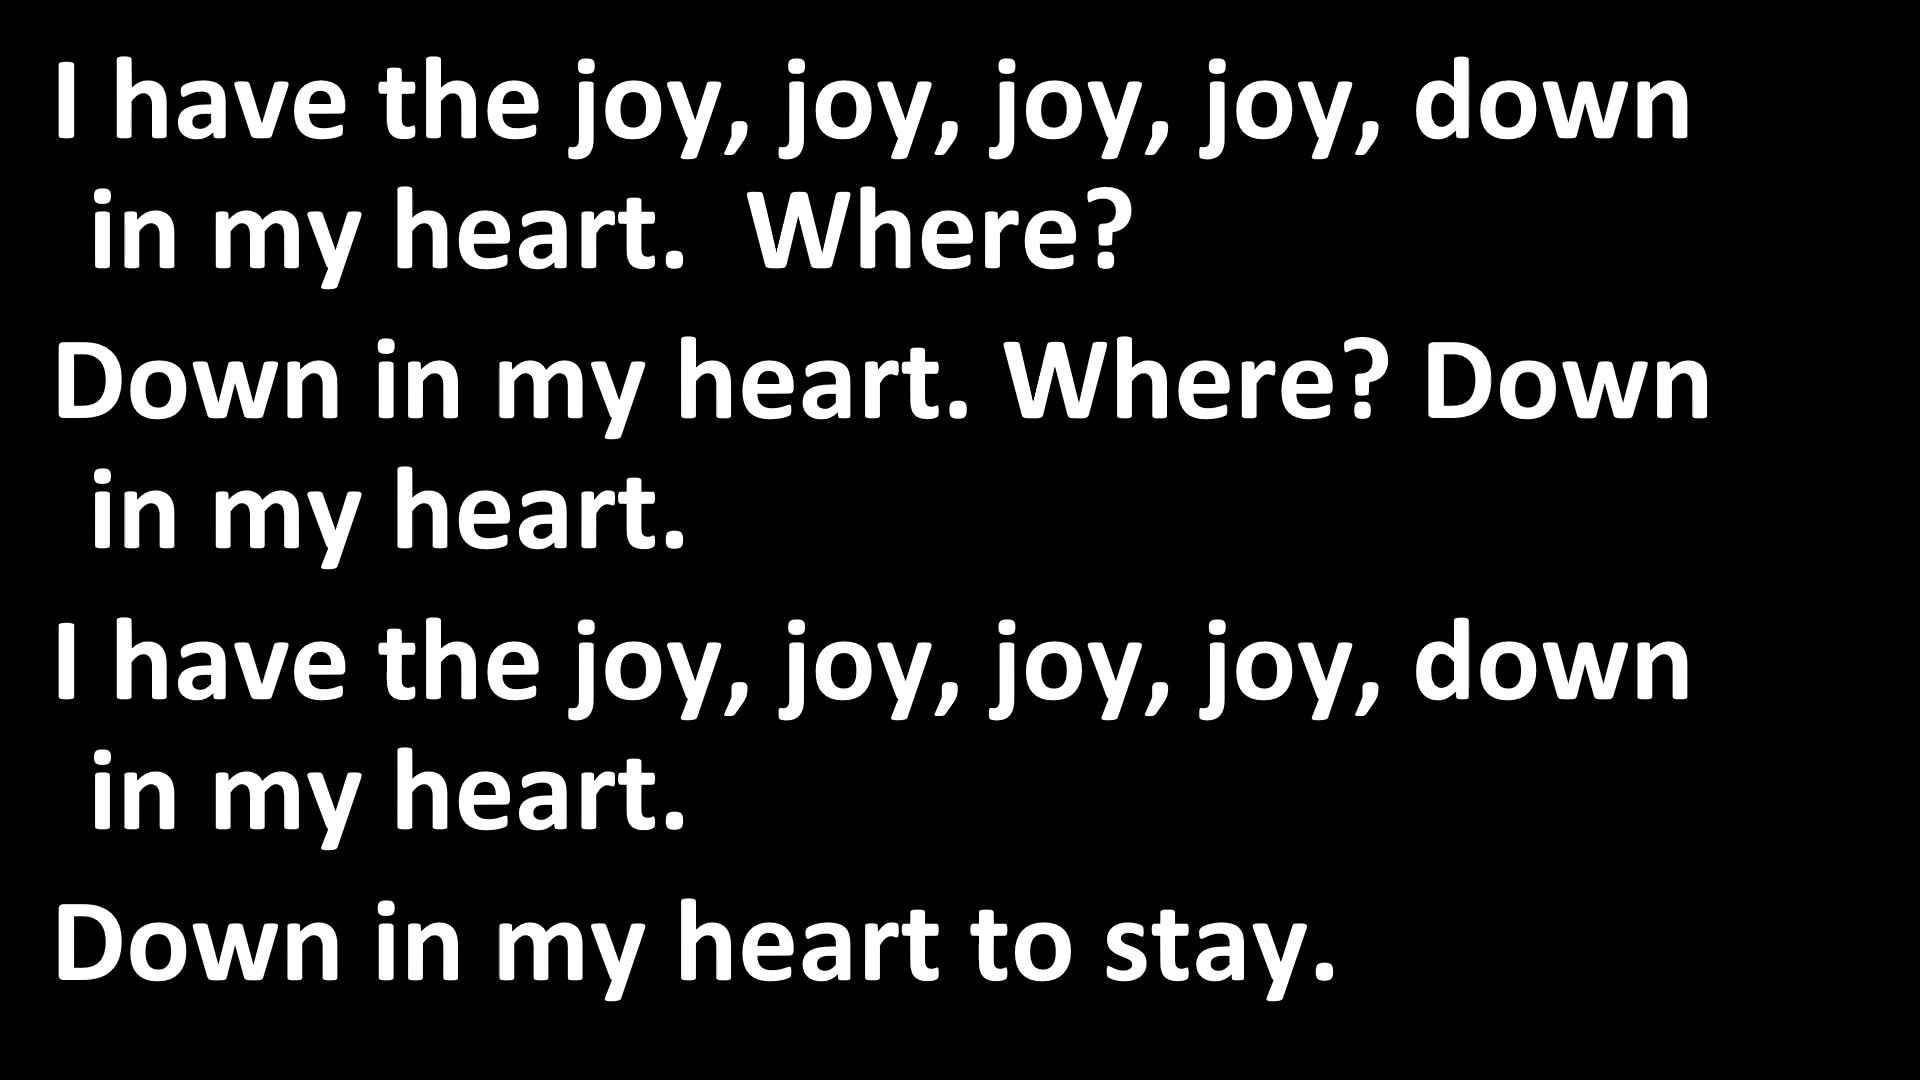 I have the joy, joy, joy, joy, down
in my heart.  Where?
Down in my heart. Where? Down
in my heart.
I have the joy, joy, joy, joy, down
in my heart.
Down in my heart to stay.